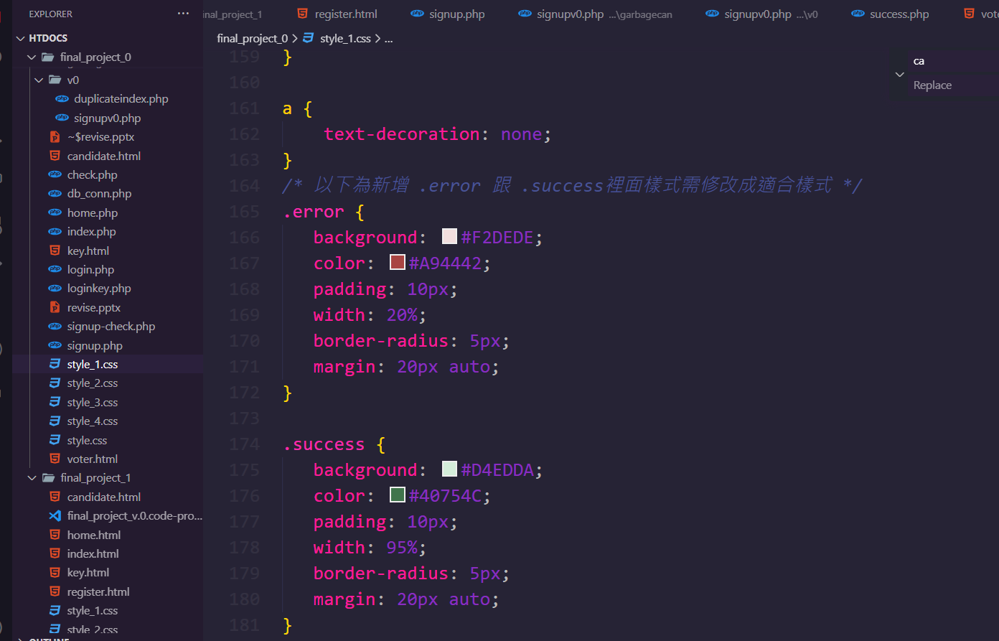 EXPLORER ...
HTDOCS
final_project_0
v0
duplicateindex.php
signupv0.php
~$revise.pptx
candidate.html
check.php
db_conn.php
home.php
index.php
key.html
login.php
loginkey.php
revise.pptx
signup-check.php
signup.php
style_1.css
style_2.css
style_3.css
style_4.css
style.css
voter.html
final_project_1
candidate.html
final_project_v.0.code-pro...
home.html
index.html
key.html
register.html
style_1.css
style_2.css
OUTLINE
inal_project_1 register.html signup.php signupv0.php ...\garbagecan signupv0.php ...\v0 success.php vote
final_project_0 > style_1.css > ...
ca
Replace
159 }
160
161 a {
162 text-decoration: none;
163 }
164 /* 以下為新增 .error 跟 .success裡面樣式需修改成適合樣式 */
165 .error {
166 background: #F2DEDE;
167 color: #A94442;
168 padding: 10px;
169 width: 20%;
170 border-radius: 5px;
171 margin: 20px auto;
172 }
173
174 .success {
175 background: #D4EDDA;
176 color: #40754C;
177 padding: 10px;
178 width: 95%;
179 border-radius: 5px;
180 margin: 20px auto;
181 }